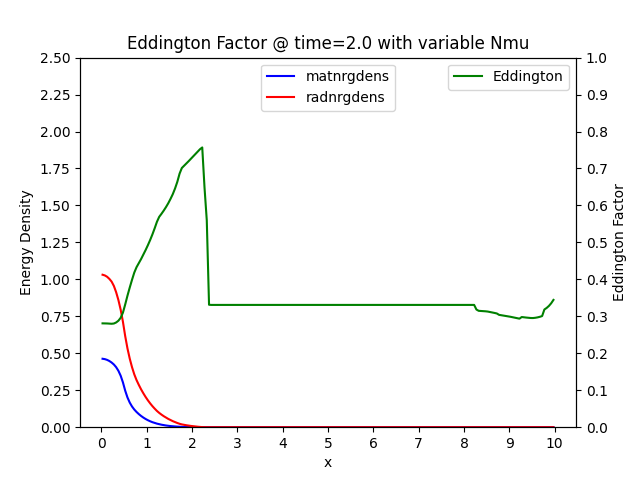 Eddington Factor @ time=2.0 with variable Nmu
matnrgdens
radnrgdens
Eddington
Energy Density
2.50
2.25
2.00
1.75
1.50
1.25
1.00
0.75
0.50
0.25
0.00
1.0
0.9
0.8
0.7
0.6
0.5
0.4
0.3
0.2
0.1
0.0
Eddington Factor
0 1 2 3 4 5 6 7 8 9 10
x